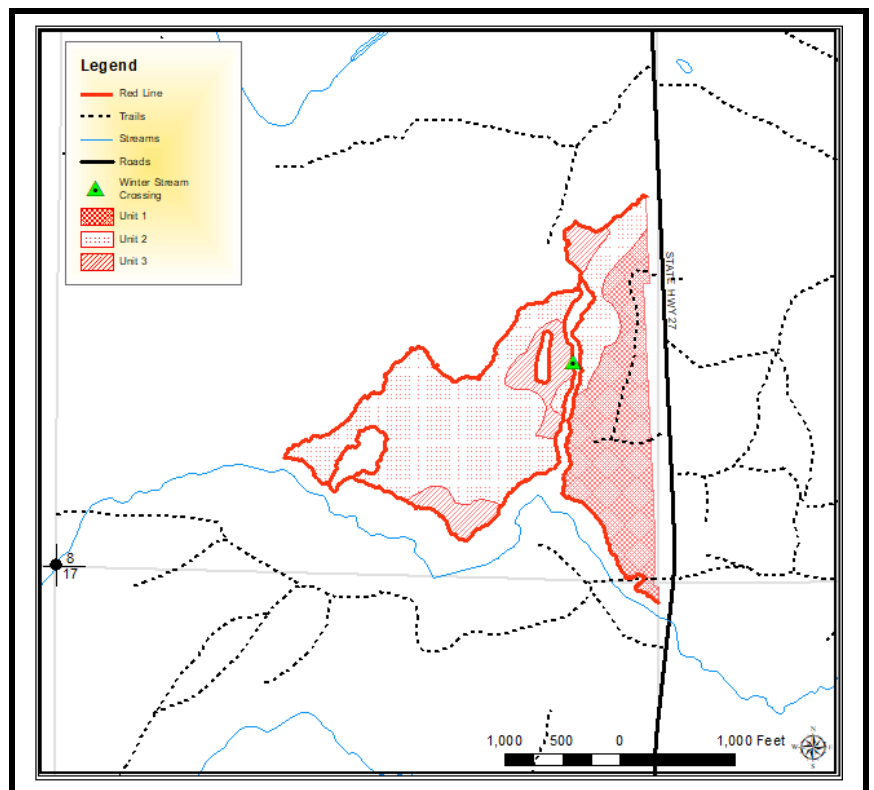 Legend
Red Line
Trails
Streams
Roads
Winter Stream
Crossing
Unit 1
Unit 2
Unit 3
STATE HWY 27
8
17
1,000 500 0 1,000 Feet
N
W E
S